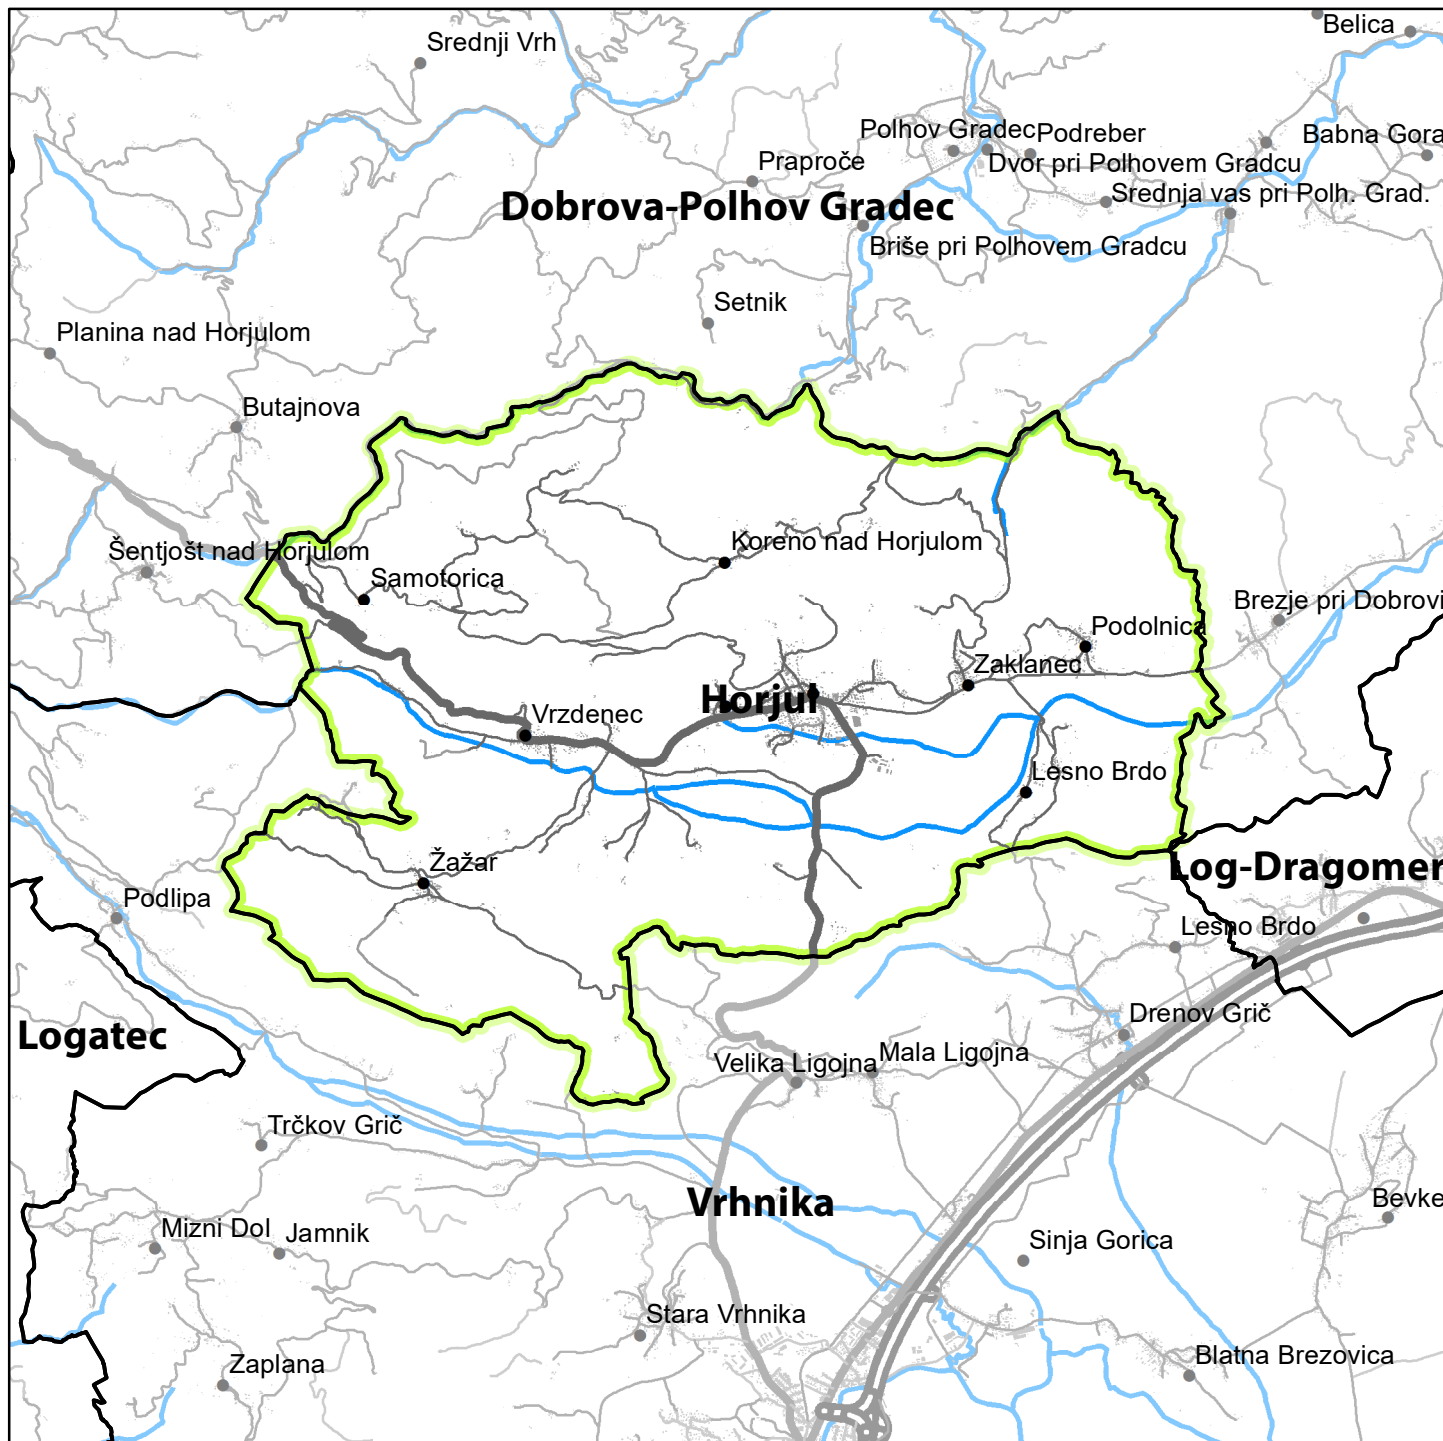 Belica
Srednji Vrh
Polhov Gradec
Podreber
Babna Gora
Praproče
Dvor pri Polhovem Gradcu
Srednja vas pri Polh. Grad.
Dobrova-Polhov Gradec
Briše pri Polhovem Gradcu
Setnik
Planina nad Horjulom
Butajnova
Koreno nad Horjulom
Šentjošt nad Horjulom
Samotorica
Brezje pri Dobrovi
Podolnica
Zaklanec
Horjul
Vrzdenec
Lesno Brdo
Žažar
Log-Dragomer
Podlipa
Lesno Brdo
Drenov Grič
Logatec
Mala Ligojna
Velika Ligojna
Trčkov Grič
Vrhnika
Bevke
Mizni Dol
Jamnik
Sinja Gorica
Stara Vrhnika
Blatna Brezovica
Zaplana